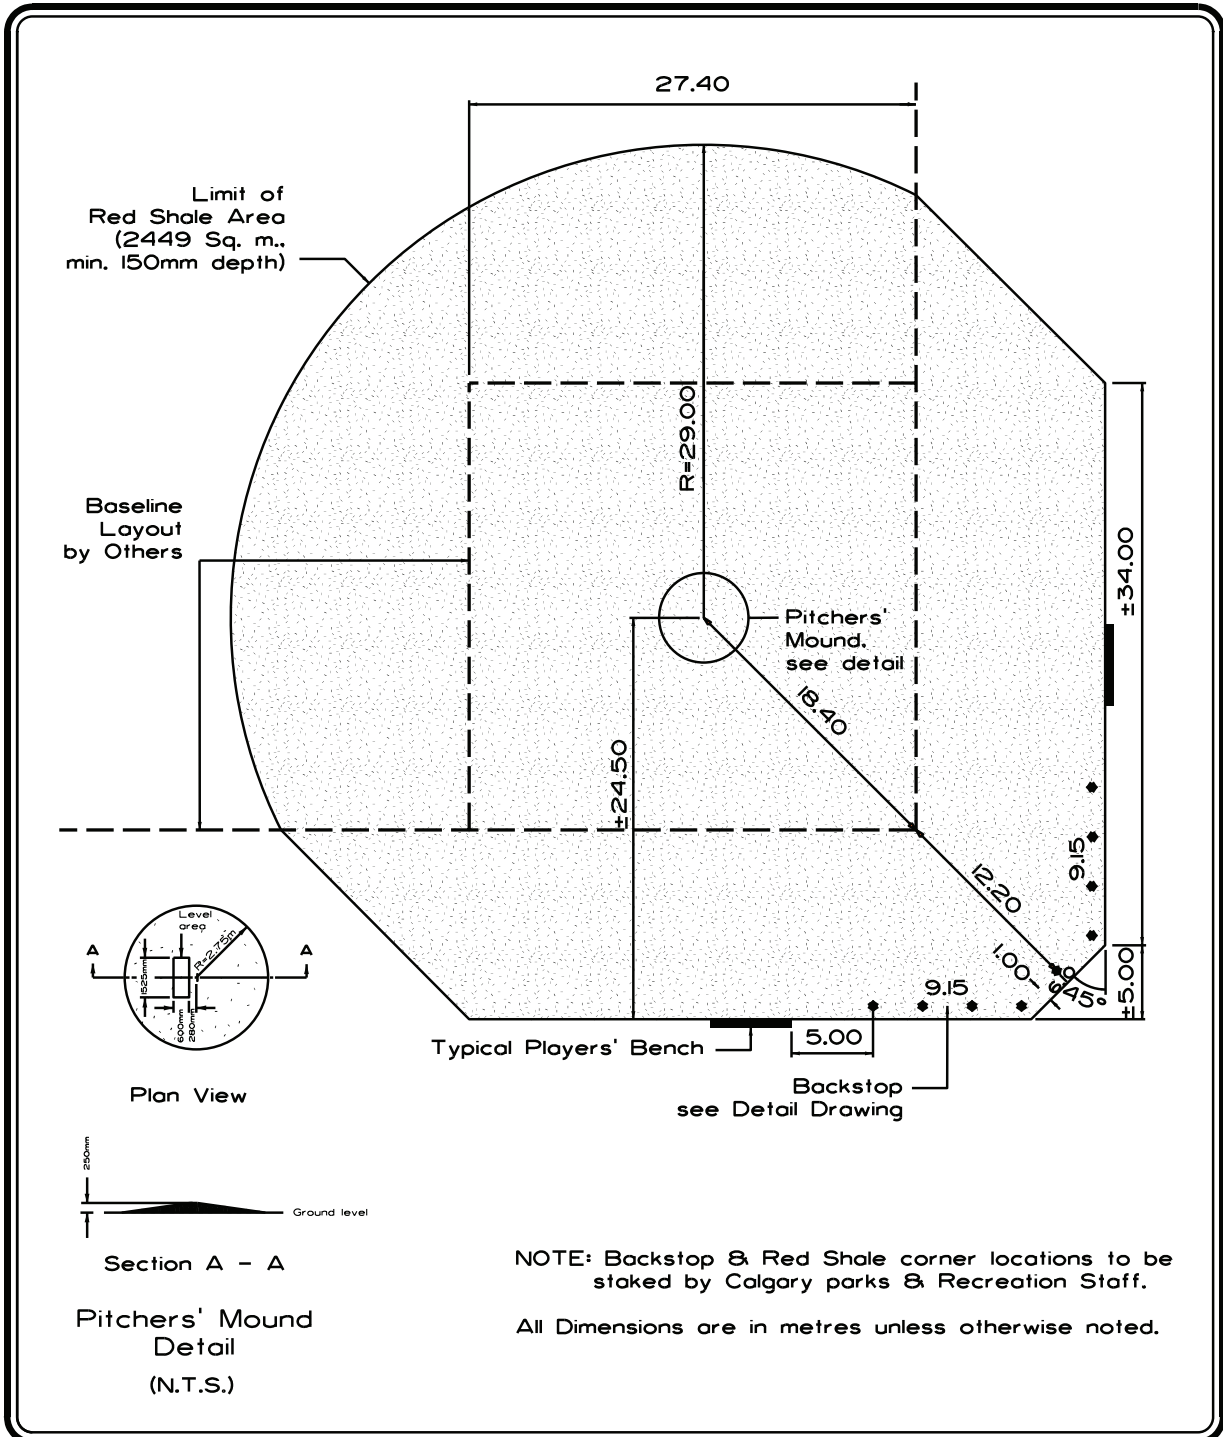 27.40
Limit of
Red Shale Area
(2449 Sq. m.,
min. 150mm depth)
R=29.00
Baseline
Layout
by Others
±34.00
Pitchers'
Mound,
see detail
18.40
±24.50
9.15
12.20
Level
area
A
A
R=2.75m
1525mm
600mm
280mm
1.00
45°
±5.00
9.15
Typical Players' Bench
5.00
Plan View
Backstop
see Detail Drawing
250mm
Ground level
Section A - A
NOTE: Backstop & Red Shale corner locations to be
staked by Calgary parks & Recreation Staff.
Pitchers' Mound
Detail
All Dimensions are in metres unless otherwise noted.
(N.T.S.)